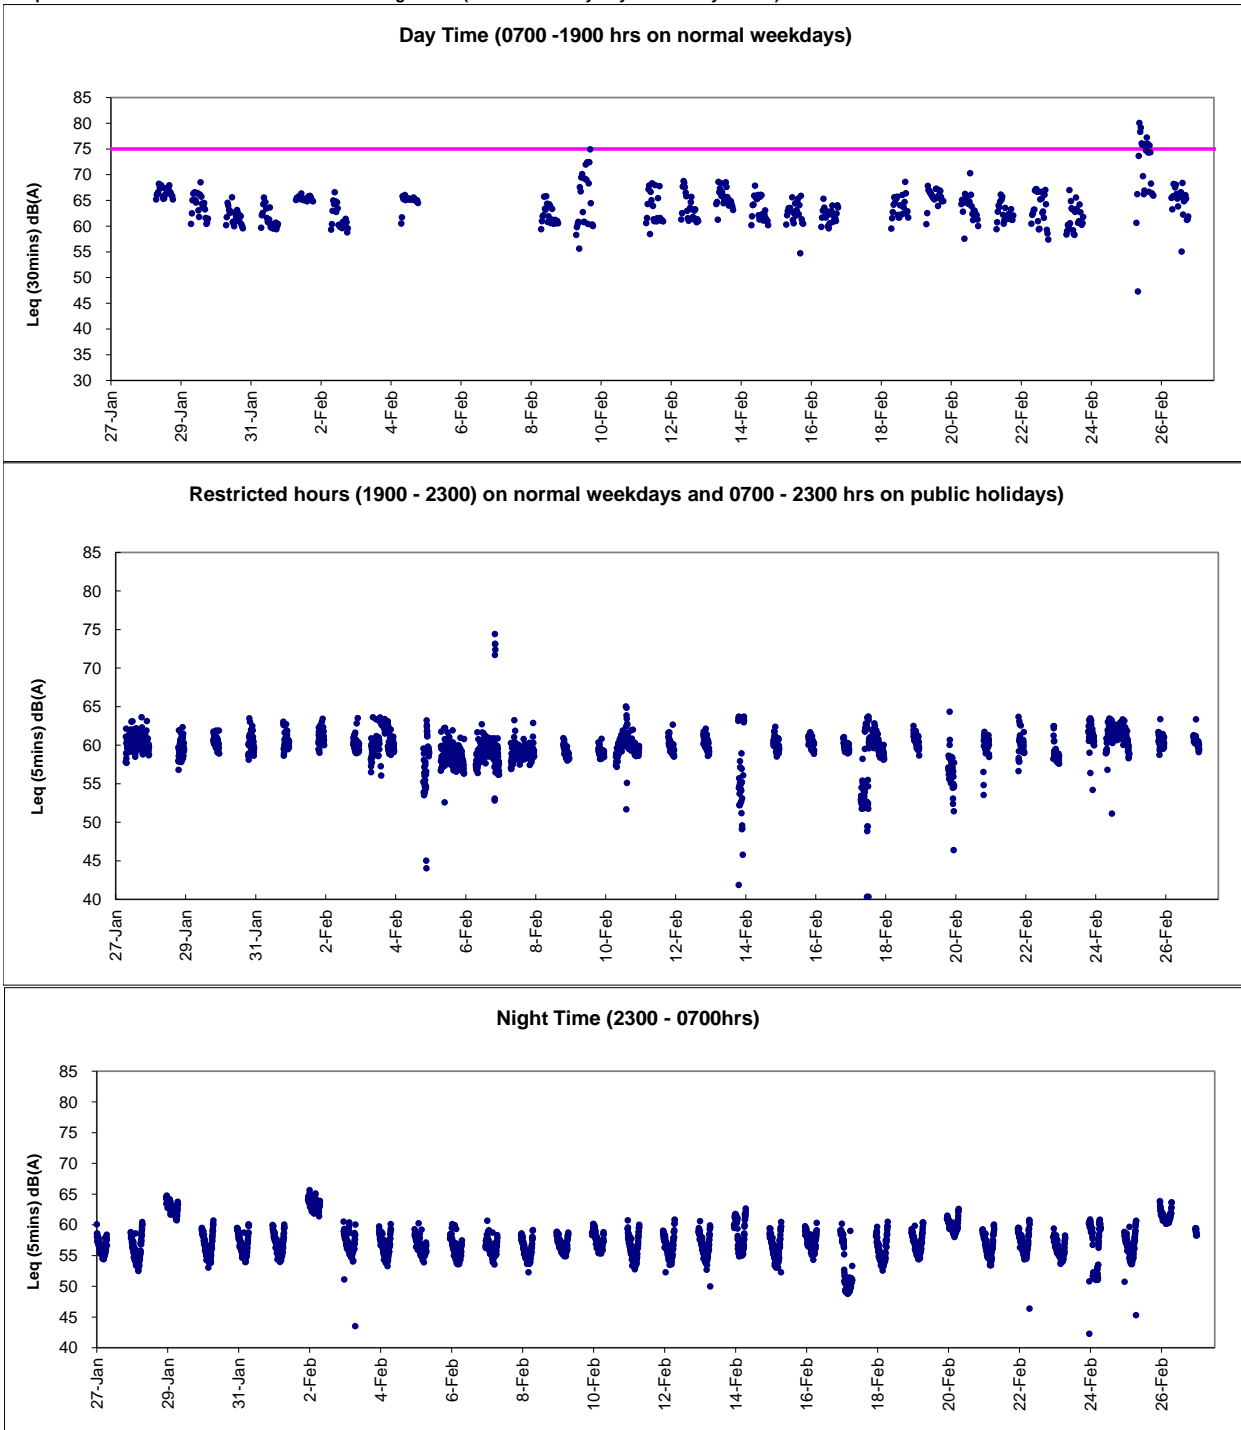 Day Time (0700 -1900 hrs on normal weekdays)
Leq (30mins) dB(A)
85
80
75
70
65
60
55
50
45
40
35
30
27-Jan
29-Jan
31-Jan
2-Feb
4-Feb
6-Feb
8-Feb
10-Feb
12-Feb
14-Feb
16-Feb
18-Feb
20-Feb
22-Feb
24-Feb
26-Feb
Restricted hours (1900 - 2300) on normal weekdays and 0700 - 2300 hrs on public holidays)
Leq (5mins) dB(A)
85
80
75
70
65
60
55
50
45
40
27-Jan
29-Jan
31-Jan
2-Feb
4-Feb
6-Feb
8-Feb
10-Feb
12-Feb
14-Feb
16-Feb
18-Feb
20-Feb
22-Feb
24-Feb
26-Feb
Night Time (2300 - 0700hrs)
Leq (5mins) dB(A)
85
80
75
70
65
60
55
50
45
40
27-Jan
29-Jan
31-Jan
2-Feb
4-Feb
6-Feb
8-Feb
10-Feb
12-Feb
14-Feb
16-Feb
18-Feb
20-Feb
22-Feb
24-Feb
26-Feb